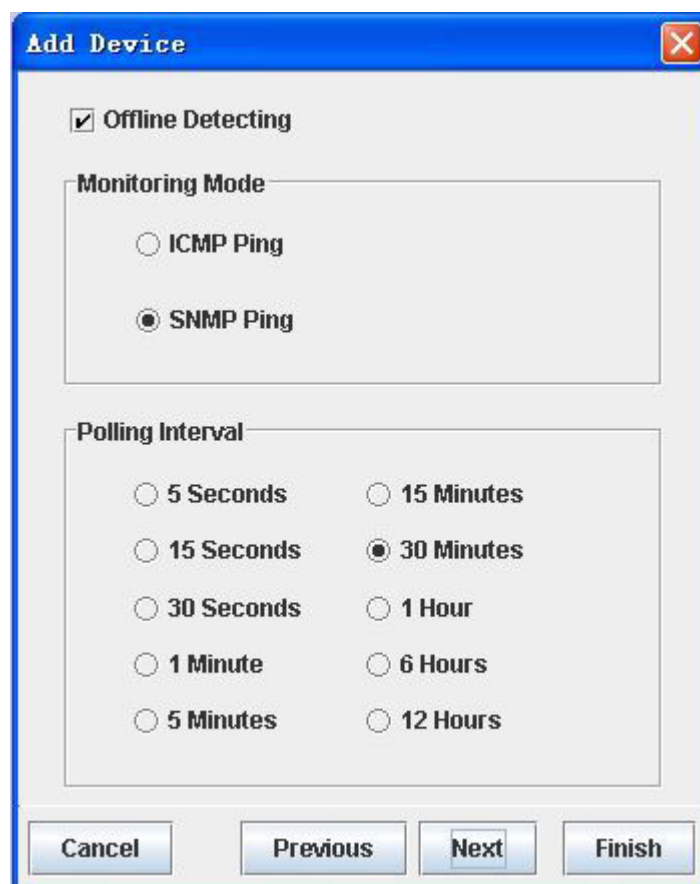 Add Device
Offline Detecting
Monitoring Mode
ICMP Ping
SNMP Ping
Polling Interval
5 Seconds
15 Minutes
15 Seconds
30 Minutes
30 Seconds
1 Hour
1 Minute
6 Hours
5 Minutes
12 Hours
Cancel
Previous
Next
Finish